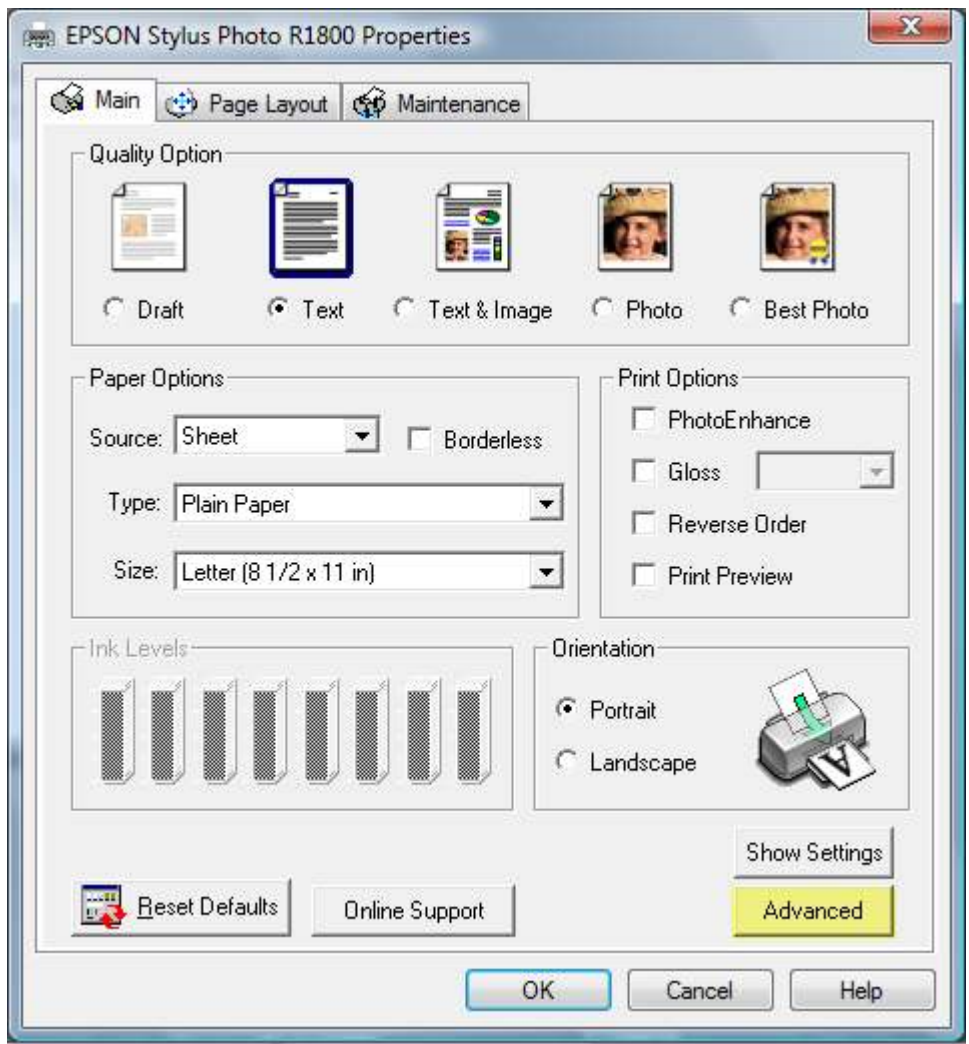 EPSON Stylus Photo R1800 Properties
Main Page Layout Maintenance
Quality Option
Draft Text Text & Image Photo Best Photo
Paper Options
Source: Sheet Borderless
Type: Plain Paper
Size: Letter (8 1/2 x 11 in)
Print Options
PhotoEnhance
Gloss
Reverse Order
Print Preview
Ink Levels
Orientation
Portrait
Landscape
A
Show Settings
Reset Defaults Online Support Advanced
OK Cancel Help